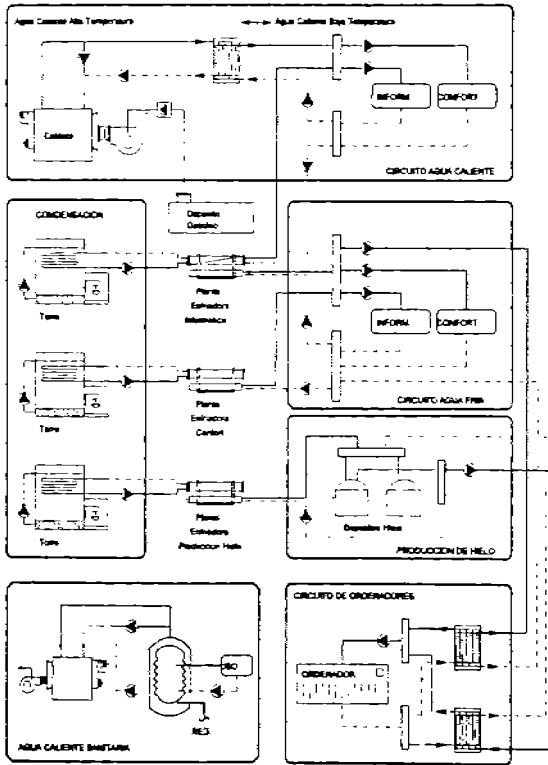 Agua Caliente Alta Temperatura
Agua Caliente Baja Temperatura
Caldera
INFORM.
CONFORT
CIRCUITO AGUA CALIENTE
Deposito
Gasoleo
CONDENSACION
Torre
Planta
Enfriadora
Informatica
INFORM.
CONFORT
CIRCUITO AGUA FRIA
Torre
Planta
Enfriadora
Confort
Torre
Planta
Enfriadora
Produccion Hielo
Depositos Hielo
PRODUCCION DE HIELO
CIRCUITO DE ORDENADORES
ORDENADOR
RED
AGUA CALIENTE SANITARIA